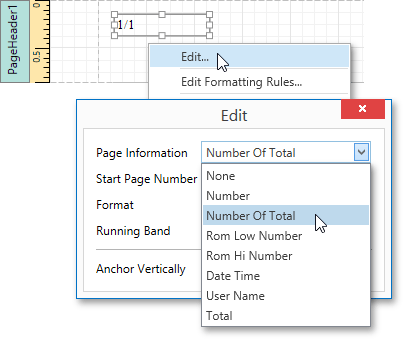 PageHeader1
0.5
1/1
Edit...
Edit Formatting Rules...
Edit
Page Information
Number Of Total
Start Page Number
None
Number
Format
Number Of Total
Running Band
Rom Low Number
Rom Hi Number
Anchor Vertically
Date Time
User Name
Total